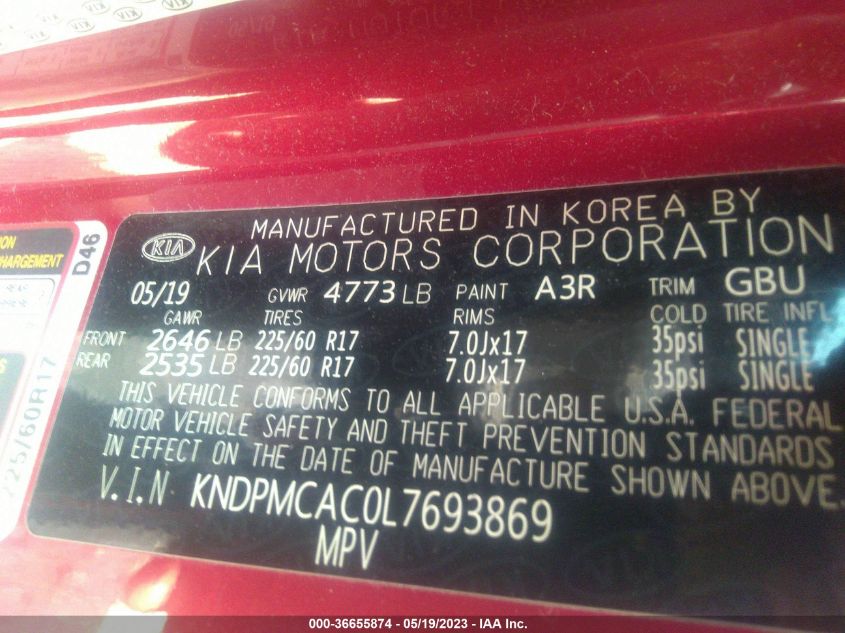 MANUFACTURED IN KOREA BY
KIA KIA MOTORS CORPORATION
05/19 GVWR 4773 LB PAINT A3R TRIM GBU
GAWR TIRES RIMS COLD TIRE INFL
FRONT 2646 LB 225/60 R17 7.0Jx17 35psi SINGLE
REAR 2535 LB 225/60 R17 7.0Jx17 35psi SINGLE
THIS VEHICLE CONFORMS TO ALL APPLICABLE U.S.A. FEDERAL
MOTOR VEHICLE SAFETY AND THEFT PREVENTION STANDARDS
IN EFFECT ON THE DATE OF MANUFACTURE SHOWN ABOVE.
V.I.N KNDPMCAC0L7693869
MPV
D46
HARGEMENT
225/60R17
000-36655874 / 05/19/2023 - IAA Inc.